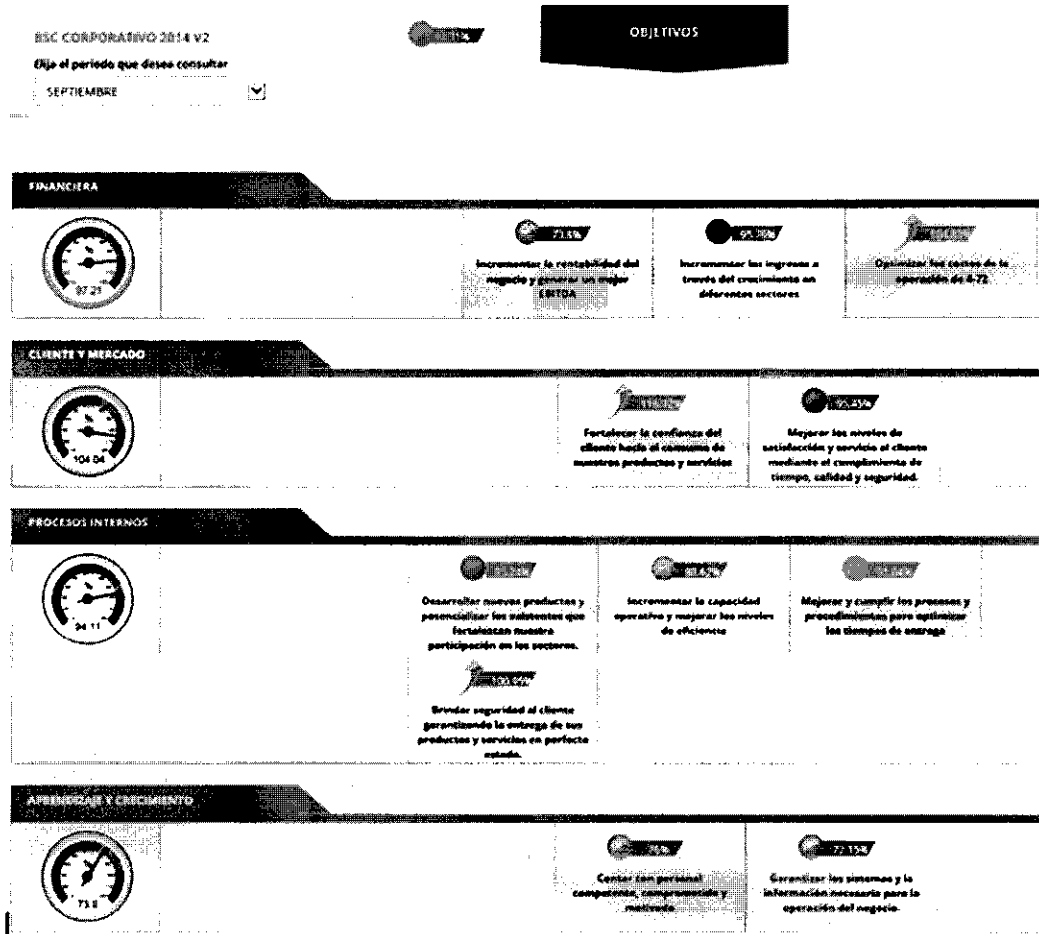 BSC CORPORATIVO 2014 V2
OBJETIVOS
Elija el periodo que desea consultar
SEPTIEMBRE
FINANCIERA
97.21
73.8%
Incrementar la rentabilidad del
negocio y generar un mejor
EBITDA
Incrementar los ingresos a
través del crecimiento en
diferentes sectores
Optimizar los costos de la
operación de 4-72
CLIENTE Y MERCADO
104.04
Fortalecer la confianza del
cliente hacia el consumo de
nuestros productos y servicios
95.45%
Mejorar los niveles de
satisfacción y servicio al cliente
mediante el cumplimiento de
tiempo, calidad y seguridad.
PROCESOS INTERNOS
94.11
Desarrollar nuevos productos y
potencializar los existentes que
fortalezcan nuestra
participación en los sectores.
Incrementar la capacidad
operativa y mejorar los niveles
de eficiencia
Mejorar y cumplir los procesos y
procedimientos para optimizar
los tiempos de entrega
Brindar seguridad al cliente
garantizando la entrega de sus
productos y servicios en perfecto
estado.
APRENDIZAJE Y CRECIMIENTO
Contar con personal
competente, comprometido y
motivado
72.15%
Garantizar los sistemas y la
información necesaria para la
operación del negocio.